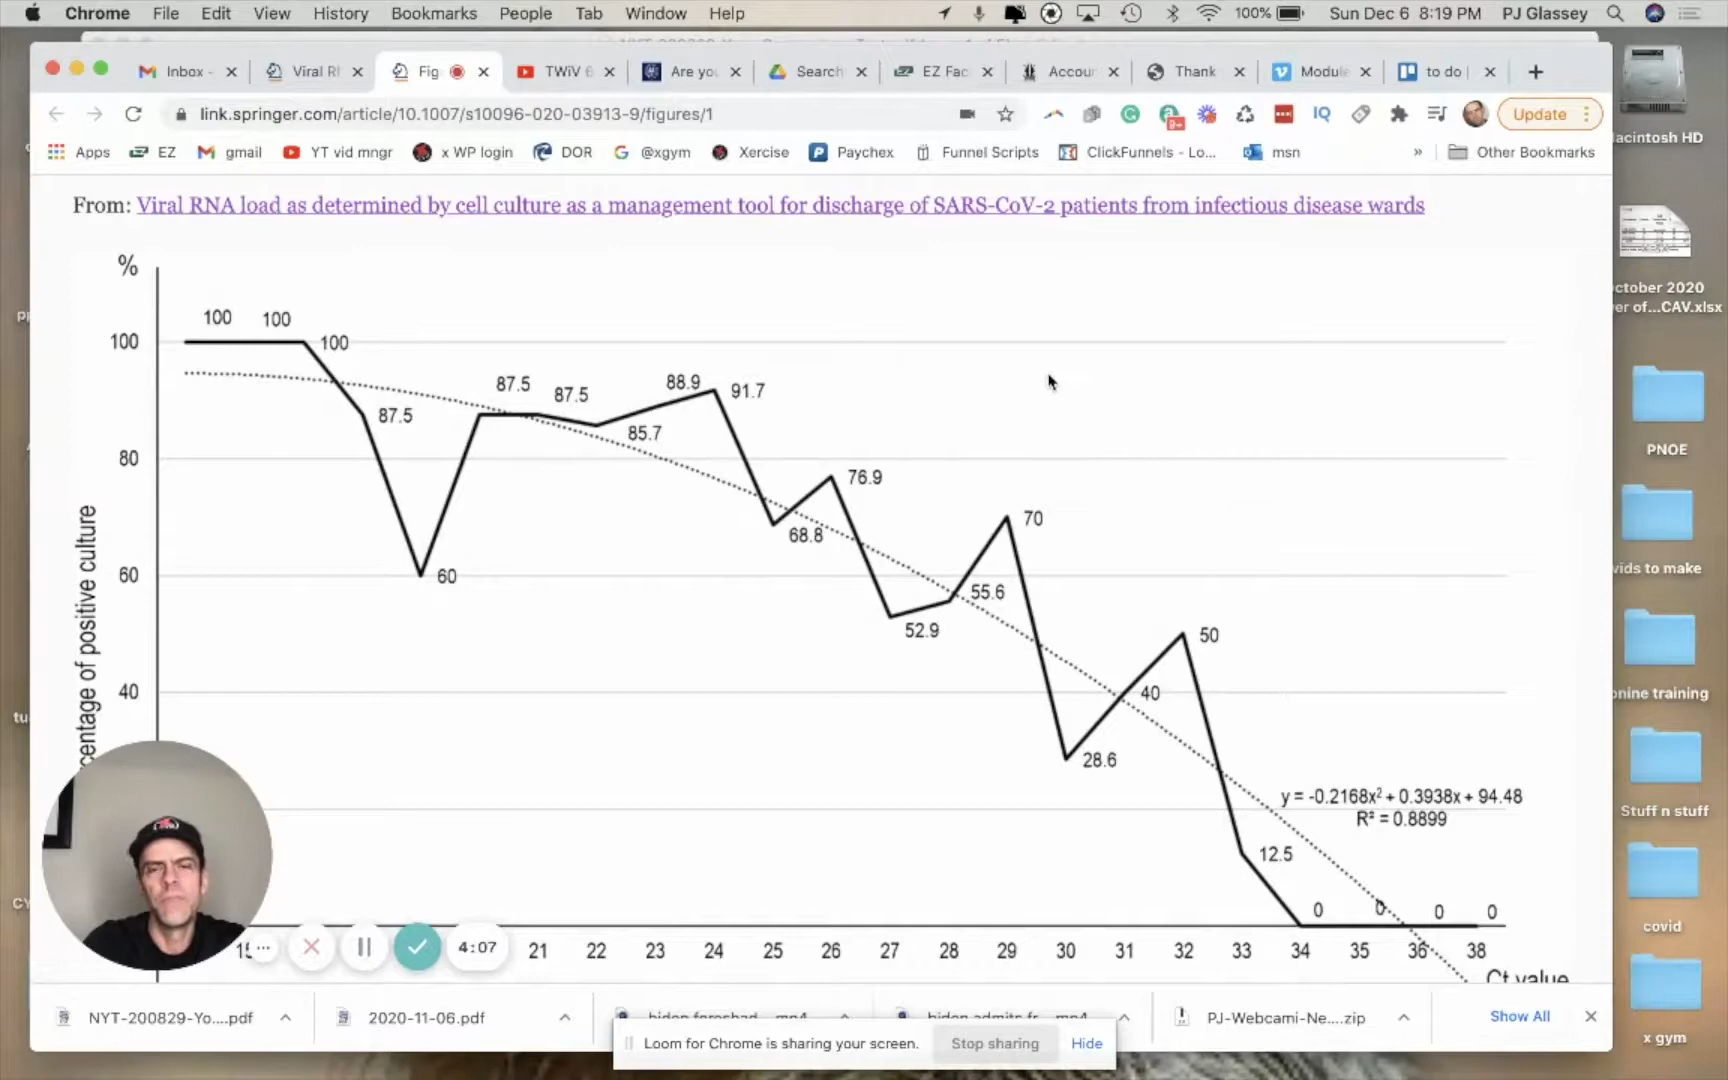 Chrome File Edit View History Bookmarks People Tab Window Help 100% Sun Dec 6 8:19 PM PJ Glassey
Inbox - Viral R Fig TWiV Are you Search EZ Fac Accour Thank Module to do
link.springer.com/article/10.1007/s10096-020-03913-9/figures/1 9+ IQ Update
Apps EZ gmail YT vid mngr x WP login DOR @xgym Xercise Paychex Funnel Scripts ClickFunnels - Lo... msn » Other Bookmarks
From: Viral RNA load as determined by cell culture as a management tool for discharge of SARS-CoV-2 patients from infectious disease wards
%
100 100 100
100
87.5
87.5
87.5
85.7
88.9
91.7
80
76.9
68.8
60
60
70
55.6
52.9
50
40
40
28.6
centage of positive culture
y = -0.2168x² + 0.3938x + 94.48
R² = 0.8899
12.5
0 0 0 0
21 22 23 24 25 26 27 28 29 30 31 32 33 34 35 36 38
Ct value
4:07
NYT-200829-Yo....pdf 2020-11-06.pdf PJ-Webcami-Ne....zip Show All
Loom for Chrome is sharing your screen. Stop sharing Hide
acintosh HD
ctober 2020
er of...CAV.xlsx
PNOE
vids to make
onine training
Stuff n stuff
covid
x gym